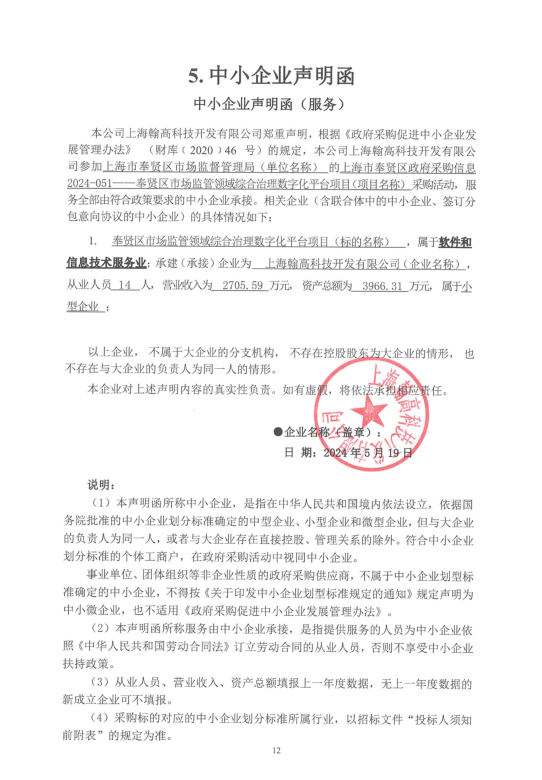 5. 中小企业声明函
中小企业声明函（服务）
本公司上海翰高科技开发有限公司郑重声明，根据《政府采购促进中小企业发
展管理办法》（财库﹝2020﹞46 号）的规定，本公司上海翰高科技开发有限公
司参加上海市奉贤区市场监督管理局（单位名称）的上海市奉贤区政府采购信息
2024-051——奉贤区市场监管领域综合治理数字化平台项目(项目名称）采购活动，服
务全部由符合政策要求的中小企业承接。相关企业（含联合体中的中小企业、签订分
包意向协议的中小企业）的具体情况如下：
1. 奉贤区市场监管领域综合治理数字化平台项目（标的名称） ，属于软件和
信息技术服务业；承建（承接）企业为 上海翰高科技开发有限公司（企业名称），
从业人员 14 人，营业收入为 2705.59 万元，资产总额为 3966.31 万元，属于小
型企业 ；
以上企业，不属于大企业的分支机构，不存在控股股东为大企业的情形，也
不存在与大企业的负责人为同一人的情形。
本企业对上述声明内容的真实性负责。如有虚假，将依法承担相应责任。
●企业名称（盖章）：
日 期：2024 年 5 月 19 日
说明：
（1）本声明函所称中小企业，是指在中华人民共和国境内依法设立，依据国
务院批准的中小企业划分标准确定的中型企业、小型企业和微型企业，但与大企业
的负责人为同一人，或者与大企业存在直接控股、管理关系的除外。符合中小企业
划分标准的个体工商户，在政府采购活动中视同中小企业。
事业单位、团体组织等非企业性质的政府采购供应商，不属于中小企业划型标
准确定的中小企业，不得按《关于印发中小企业划型标准规定的通知》规定声明为
中小微企业，也不适用《政府采购促进中小企业发展管理办法》。
（2）本声明函所称服务由中小企业承接，是指提供服务的人员为中小企业依
照《中华人民共和国劳动合同法》订立劳动合同的从业人员，否则不享受中小企业
扶持政策。
（3）从业人员、营业收入、资产总额填报上一年度数据，无上一年度数据的
新成立企业可不填报。
（4）采购标的对应的中小企业划分标准所属行业，以招标文件“投标人须知
前附表”的规定为准。
12